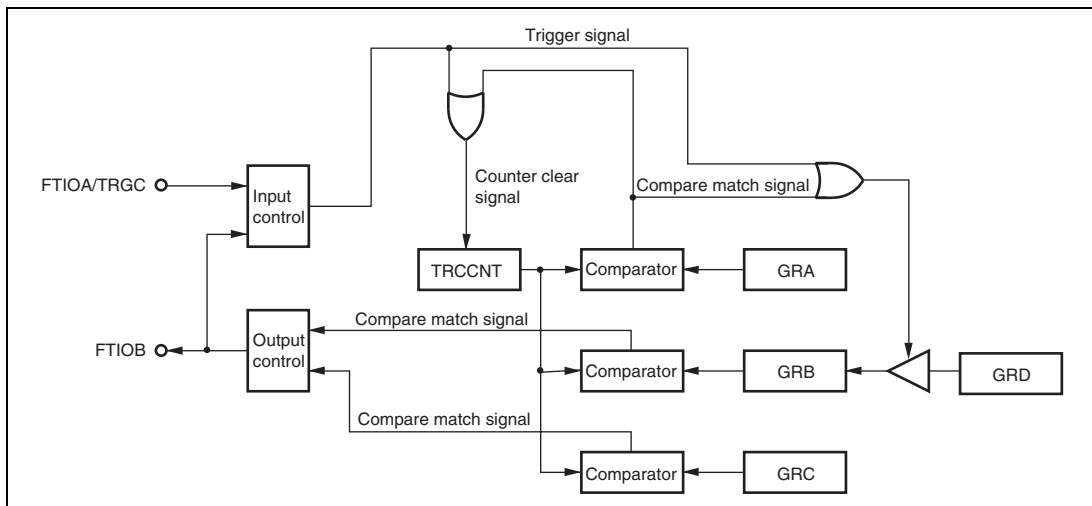 Trigger signal
FTIOA/TRGC
Input
control
Counter clear
signal
Compare match signal
TRCCNT
Comparator
GRA
Compare match signal
FTIOB
Output
control
Comparator
GRB
GRD
Compare match signal
Comparator
GRC